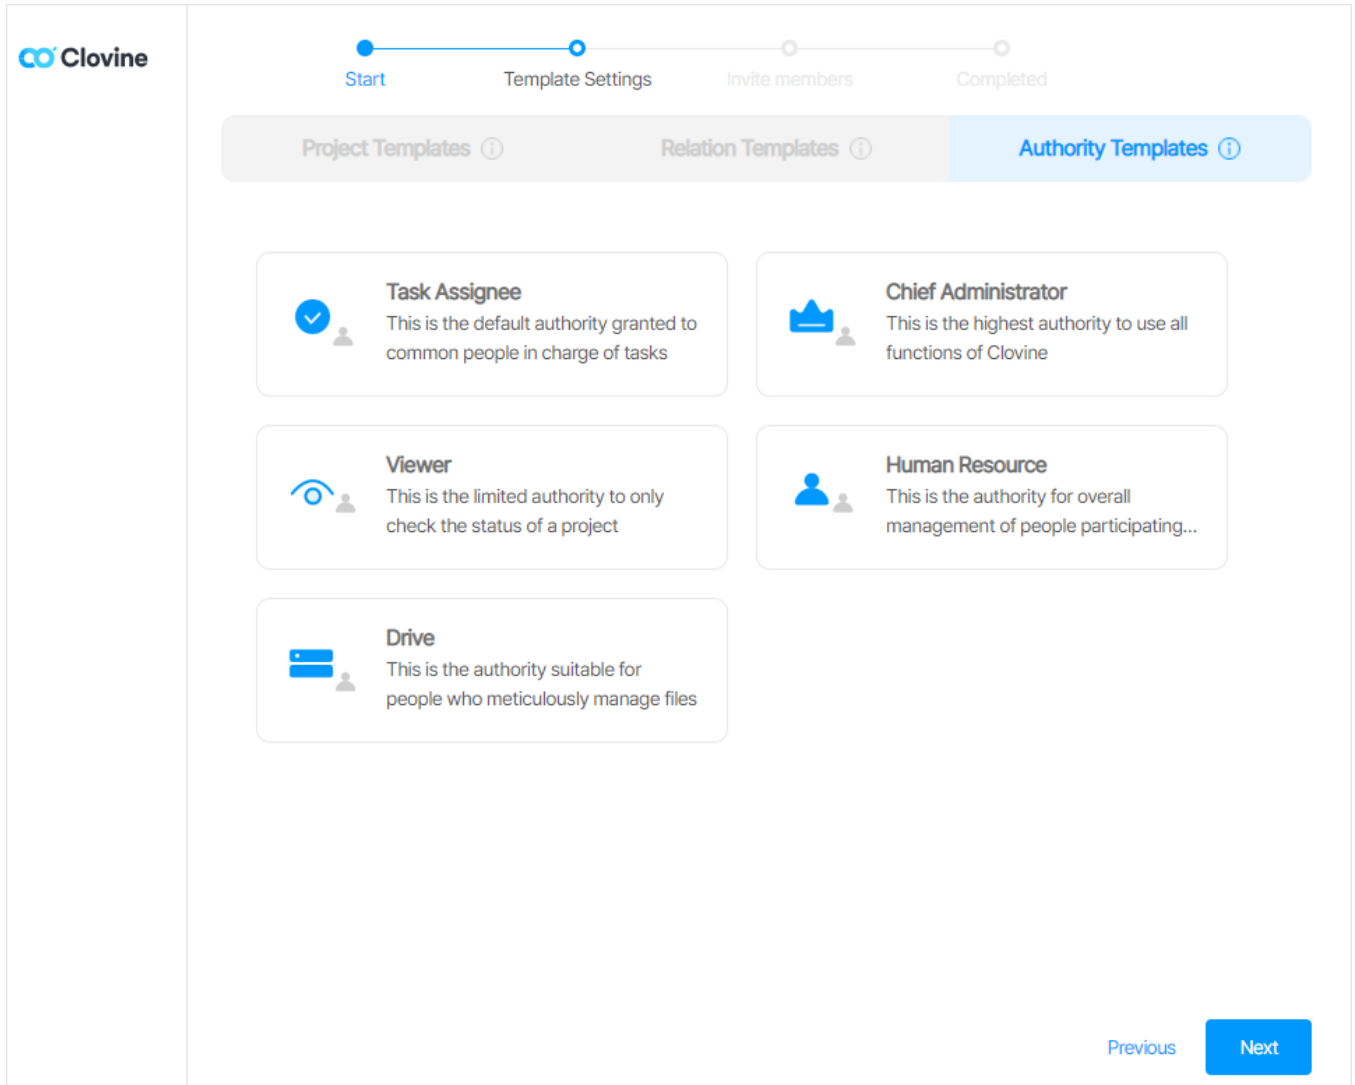 Clovine
Start
Template Settings
Invite members
Completed
Project Templates
Relation Templates
Authority Templates
Task Assignee
This is the default authority granted to
common people in charge of tasks
Chief Administrator
This is the highest authority to use all
functions of Clovine
Viewer
This is the limited authority to only
check the status of a project
Human Resource
This is the authority for overall
management of people participating...
Drive
This is the authority suitable for
people who meticulously manage files
Previous
Next